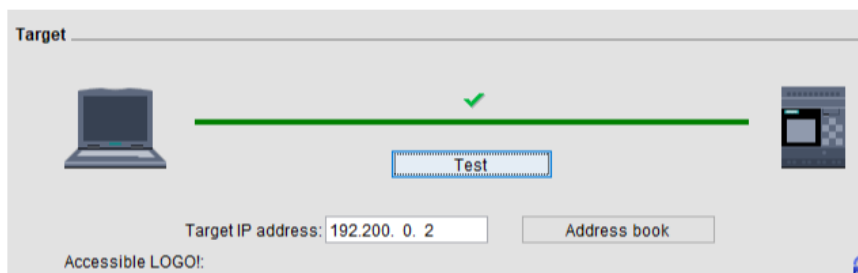 Target
Test
Target IP address: 192.200. 0. 2 Address book
Accessible LOGO!: